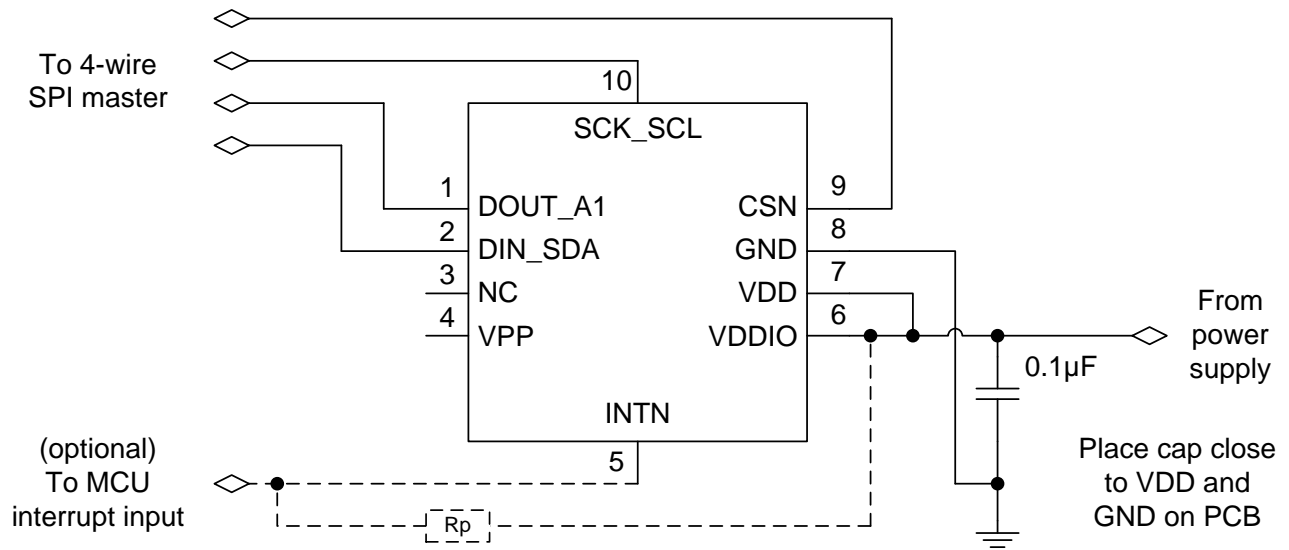 To 4-wire
SPI master
10
SCK_SCL
1
DOUT_A1
2
DIN_SDA
3
NC
4
VPP
9
CSN
8
GND
7
VDD
6
VDDIO
INTN
5
From
power
supply
0.1µF
Place cap close
to VDD and
GND on PCB
(optional)
To MCU
interrupt input
Rp